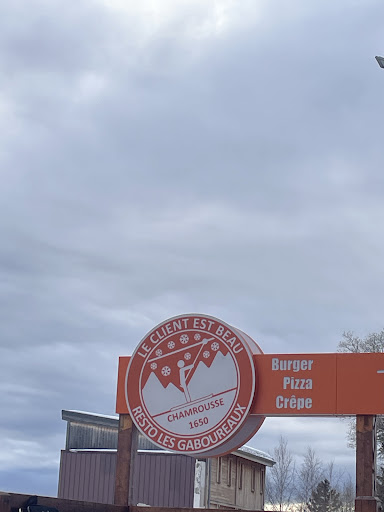 LE CLIENT EST BEAU
CHAMROUSSE
1650
RESTO LES GABOUREAUX
Burger
Pizza
Crêpe